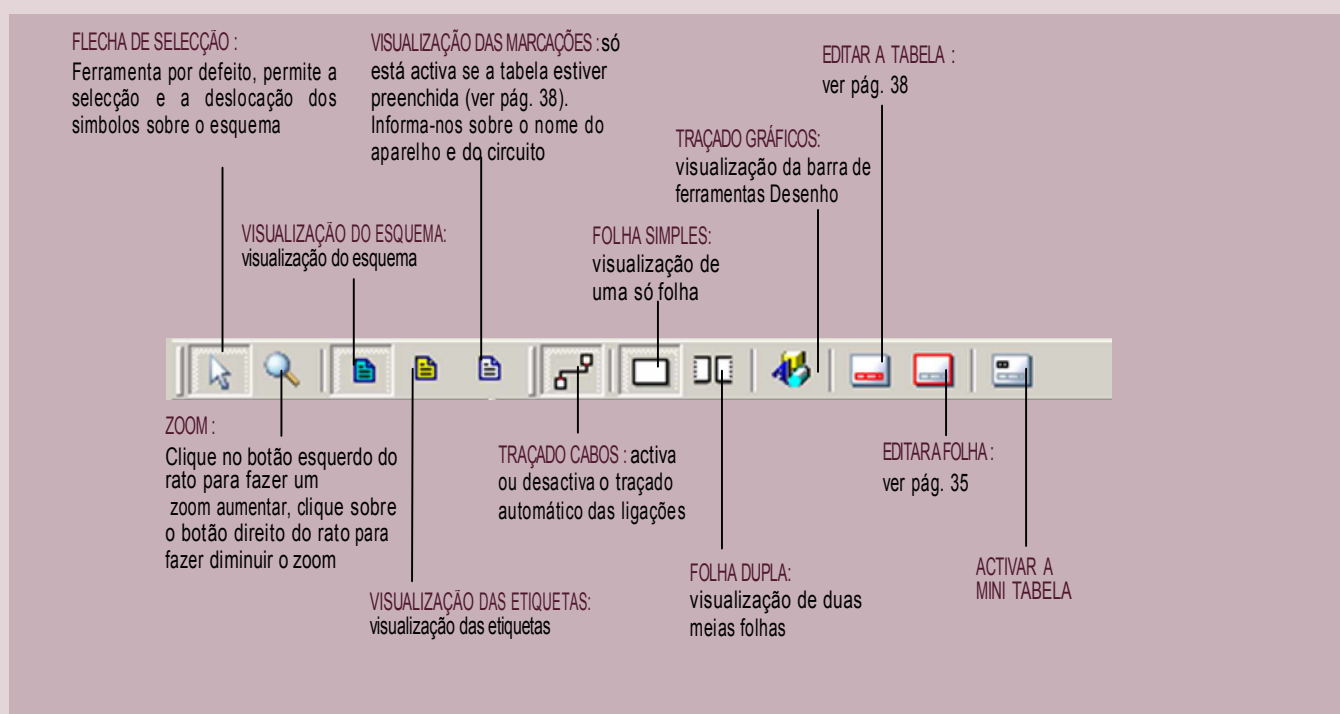 FLECHA DE SELECÇÃO :
Ferramenta por defeito, permite a
selecção e a deslocação dos
simbolos sobre o esquema
VISUALIZAÇÃO DAS MARCAÇÕES : só
está activa se a tabela estiver
preenchida (ver pág. 38).
Informa-nos sobre o nome do
aparelho e do circuito
EDITAR A TABELA :
ver pág. 38
TRAÇADO GRÁFICOS:
visualização da barra de
ferramentas Desenho
VISUALIZAÇÃO DO ESQUEMA:
visualização do esquema
FOLHA SIMPLES:
visualização de
uma só folha
ZOOM :
Clique no botão esquerdo do
rato para fazer um
zoom aumentar, clique sobre
o botão direito do rato para
fazer diminuir o zoom
TRAÇADO CABOS : activa
ou desactiva o traçado
automático das ligações
EDITAR A FOLHA :
ver pág. 35
VISUALIZAÇÃO DAS ETIQUETAS:
visualização das etiquetas
FOLHA DUPLA:
visualização de duas
meias folhas
ACTIVAR A
MINI TABELA